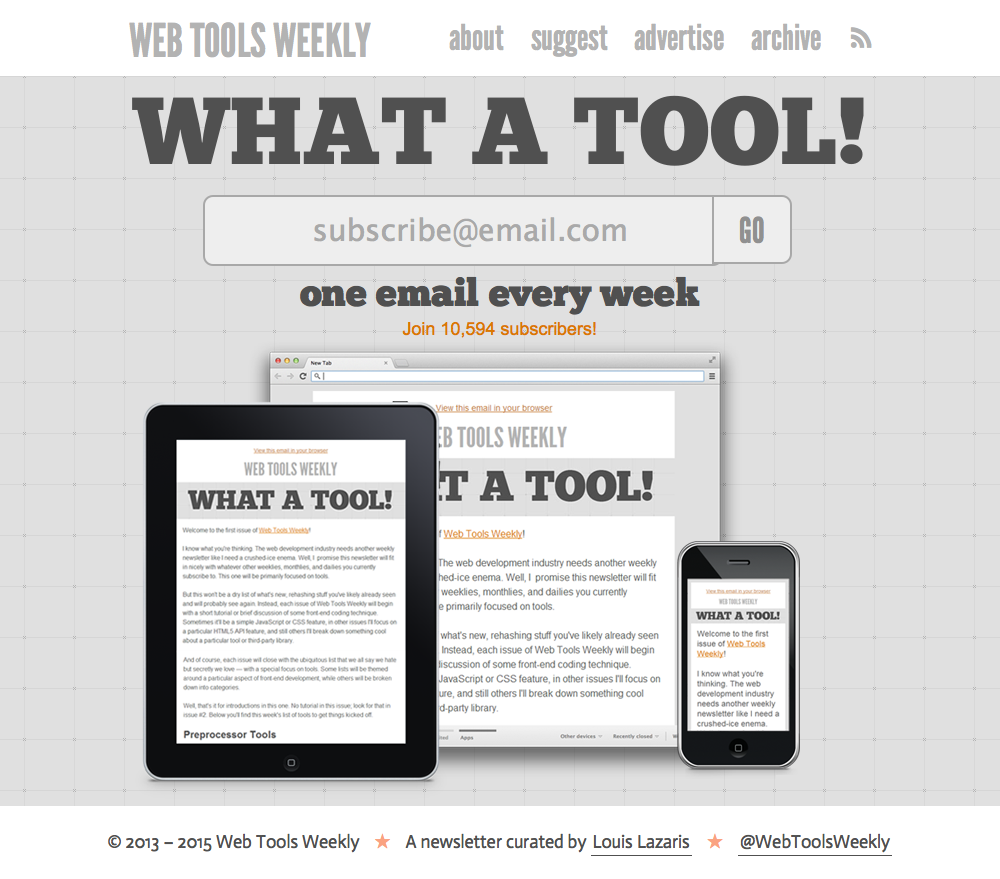 WEB TOOLS WEEKLY about suggest advertise archive
WHAT A TOOL!
subscribe@email.com GO
one email every week
Join 10,594 subscribers!
New Tab
View this email in your browser
EB TOOLS WEEKLY
T A TOOL!
f Web Tools Weekly!
The web development industry needs another weekly
shed-ice enema. Well, I promise this newsletter will fit
weeklies, monthlies, and dailies you currently
e primarily focused on tools.
what's new, rehashing stuff you've likely already seen
Instead, each issue of Web Tools Weekly will begin
discussion of some front-end coding technique.
JavaScript or CSS feature, in other issues I'll focus on
ure, and still others I'll break down something cool
rd-party library.
Apps Other devices Recently closed
View this email in your browser
WEB TOOLS WEEKLY
WHAT A TOOL!
Welcome to the first issue of Web Tools Weekly!
I know what you're thinking: The web development industry needs another weekly
newsletter like I need a crushed-ice enema. Well, I promise this newsletter will fit
in nicely with whatever other weeklies, monthlies, and dailies you currently
subscribe to. This one will be primarily focused on tools.
But this won't be a dry list of what's new, rehashing stuff you've likely already seen
and will probably see again. Instead, each issue of Web Tools Weekly will begin
with a short tutorial or brief discussion of some front-end coding technique.
Sometimes it'll be a simple JavaScript or CSS feature, in other issues I'll focus on
a particular HTML5 API feature, and still others I'll break down something cool
about a particular tool or third-party library.
And of course, each issue will close with the ubiquitous list that we all say we hate
but secretly we love — with a special focus on tools. Some lists will be themed
around a particular aspect of front-end development, while others will be broken
down into categories.
Well, that's it for introductions in this one. No tutorial in this issue; look for that in
issue #2. Below you'll find this week's list of tools to get things kicked off.
Preprocessor Tools
View this email in your browser
WEB TOOLS WEEKLY
WHAT A TOOL!
Welcome to the first
issue of Web Tools
Weekly!
I know what you're
thinking. The web
development industry
needs another weekly
newsletter like I need a
crushed-ice enema.
© 2013 – 2015 Web Tools Weekly ★ A newsletter curated by Louis Lazaris ★ @WebToolsWeekly